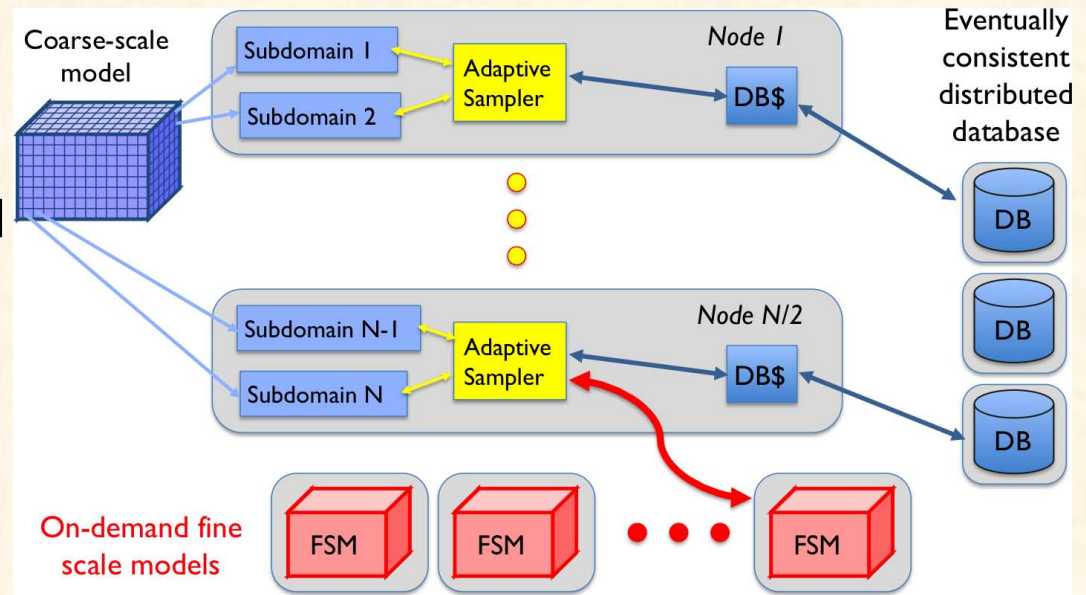 Coarse-scale
model
Subdomain 1
Subdomain 2
Adaptive
Sampler
Node 1
DB$
Eventually
consistent
distributed
database
DB
DB
DB
Subdomain N-1
Subdomain N
Adaptive
Sampler
Node N/2
DB$
On-demand fine
scale models
FSM
FSM
FSM